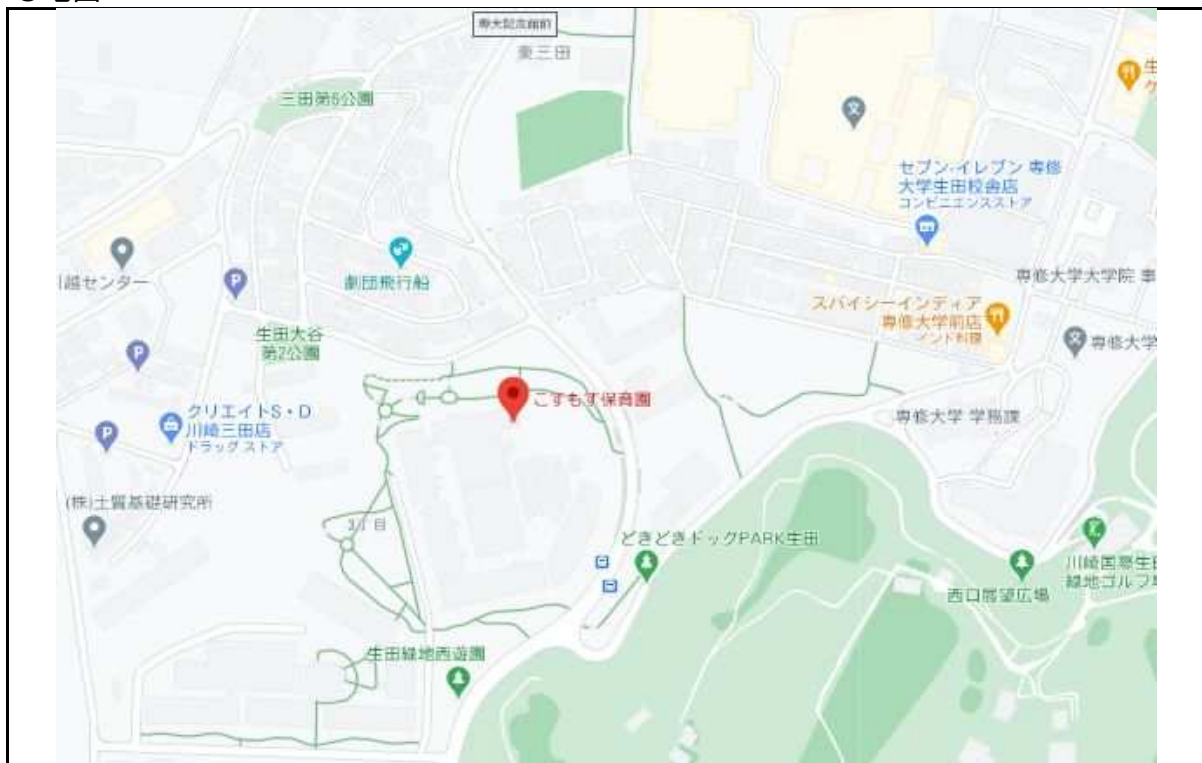 専大記念館前
東三田
三田第5公園
生
ケ
セブン-イレブン 専修
大学生田校舎店
コンビニエンスストア
川越センター
劇団飛行船
専修大学大学院 事
スパイシーインディア
専修大学前店
インド料理
生田大谷
第2公園
専修大学
こすもす保育園
クリエイトS・D
川崎三田店
ドラッグストア
専修大学 学務課
(株)土質基礎研究所
3丁目
どきどきドックPARK生田
川崎国際生田
緑地ゴルフ場
西口展望広場
生田緑地西遊園